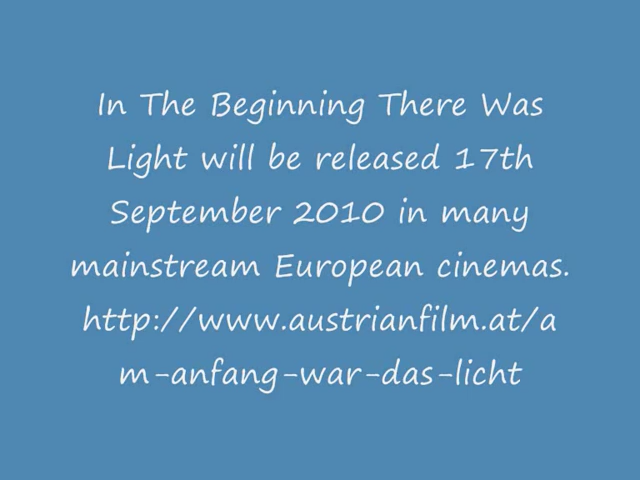 In The Beginning There Was
Light will be released 17th
September 2010 in many
mainstream European cinemas.
http://www.austrianfilm.at/a
m-anfang-war-das-licht